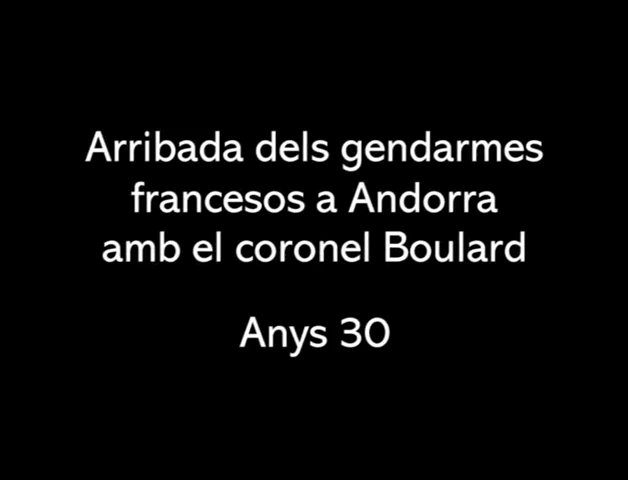 Arribada dels gendarmes
francesos a Andorra
amb el coronel Boulard
Anys 30